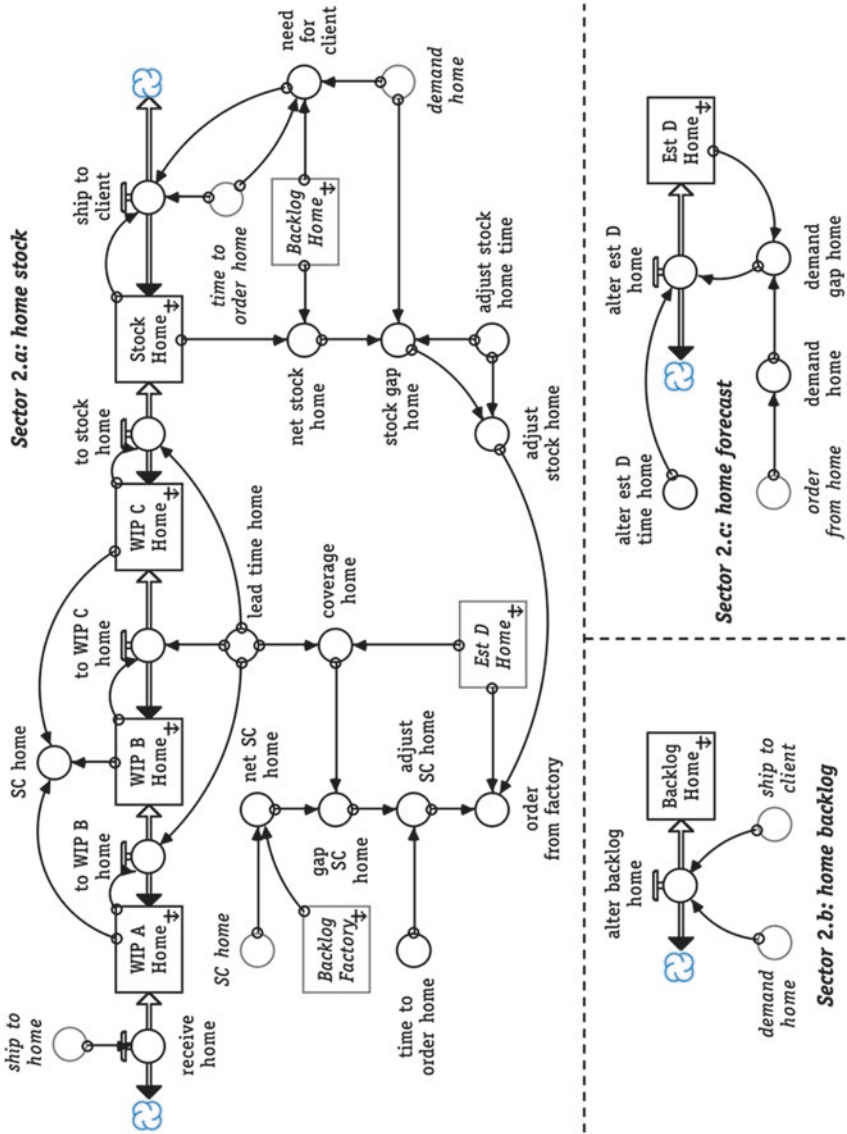 Sector 2.a: home stock
ship to
home
receive
home
WIP A
Home
to WIP B
home
SC home
WIP B
Home
to WIP C
home
WIP C
Home
to stock home
Stock
Home
ship to
client
time to
order home
need
for
client
Backlog
Home
demand
home
lead time home
net stock
home
stock gap
home
adjust stock
home time
adjust
stock home
SC home
Backlog
Factory
net SC
home
gap
SC
home
coverage
home
time to
order home
adjust
SC home
Est D
Home
order
from factory
Sector 2.b: home backlog
alter backlog
home
Backlog
Home
demand
home
ship to
client
Sector 2.c: home forecast
alter est D
time home
alter est D
home
Est D
Home
order
from home
demand
home
demand
gap home